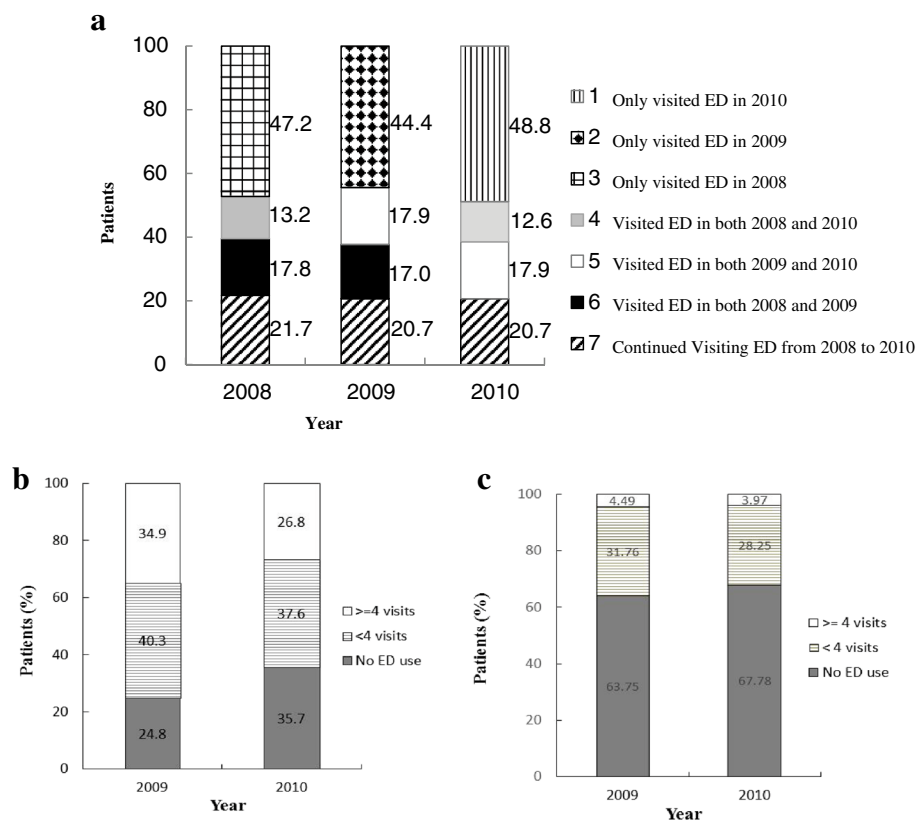 a
100
80
60
40
20
0
Patients
47.2
13.2
17.8
21.7
44.4
17.9
17.0
20.7
48.8
12.6
17.9
20.7
2008
2009
2010
Year
1 Only visited ED in 2010
2 Only visited ED in 2009
3 Only visited ED in 2008
4 Visited ED in both 2008 and 2010
5 Visited ED in both 2009 and 2010
6 Visited ED in both 2008 and 2009
7 Continued Visiting ED from 2008 to 2010
b
100
80
60
40
20
0
Patients (%)
34.9
40.3
24.8
26.8
37.6
35.7
2009
2010
Year
>=4 visits
<4 visits
No ED use
c
100
80
60
40
20
0
Patients (%)
4.49
31.76
63.75
3.97
28.25
67.78
2009
2010
Year
>= 4 visits
< 4 visits
No ED use